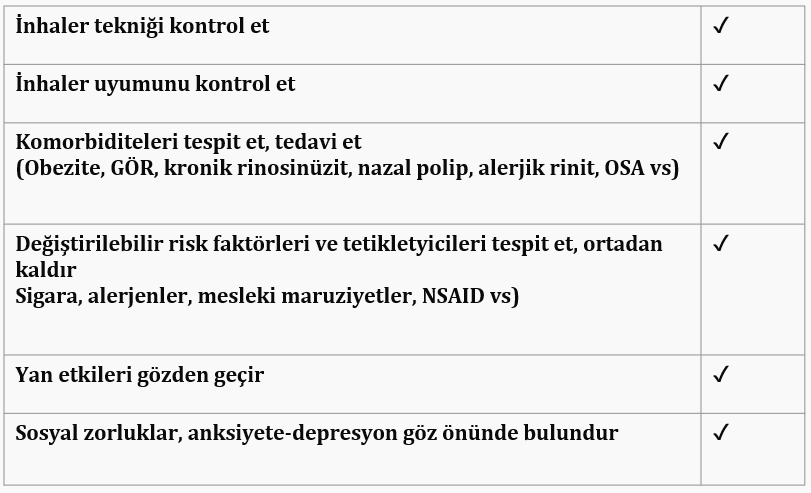 İnhaler tekniği kontrol et ✓
İnhaler uyumunu kontrol et ✓
Komorbiditeleri tespit et, tedavi et ✓
(Obezite, GÖR, kronik rinosinüzit, nazal polip, alerjik rinit, OSA vs)
Değiştirilebilir risk faktörleri ve tetikletyicileri tespit et, ortadan ✓
kaldır
Sigara, alerjenler, mesleki maruziyetler, NSAID vs)
Yan etkileri gözden geçir ✓
Sosyal zorluklar, anksiyete-depresyon göz önünde bulundur ✓